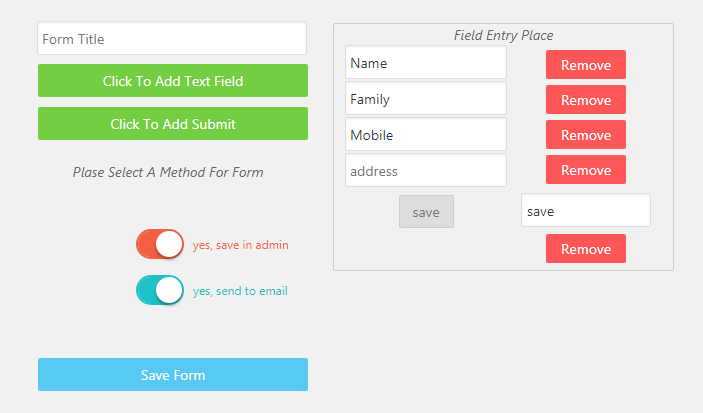 Form Title
Click To Add Text Field
Click To Add Submit
Plase Select A Method For Form
yes, save in admin
yes, send to email
Save Form
Field Entry Place
Name Remove
Family Remove
Mobile Remove
address Remove
save save
Remove